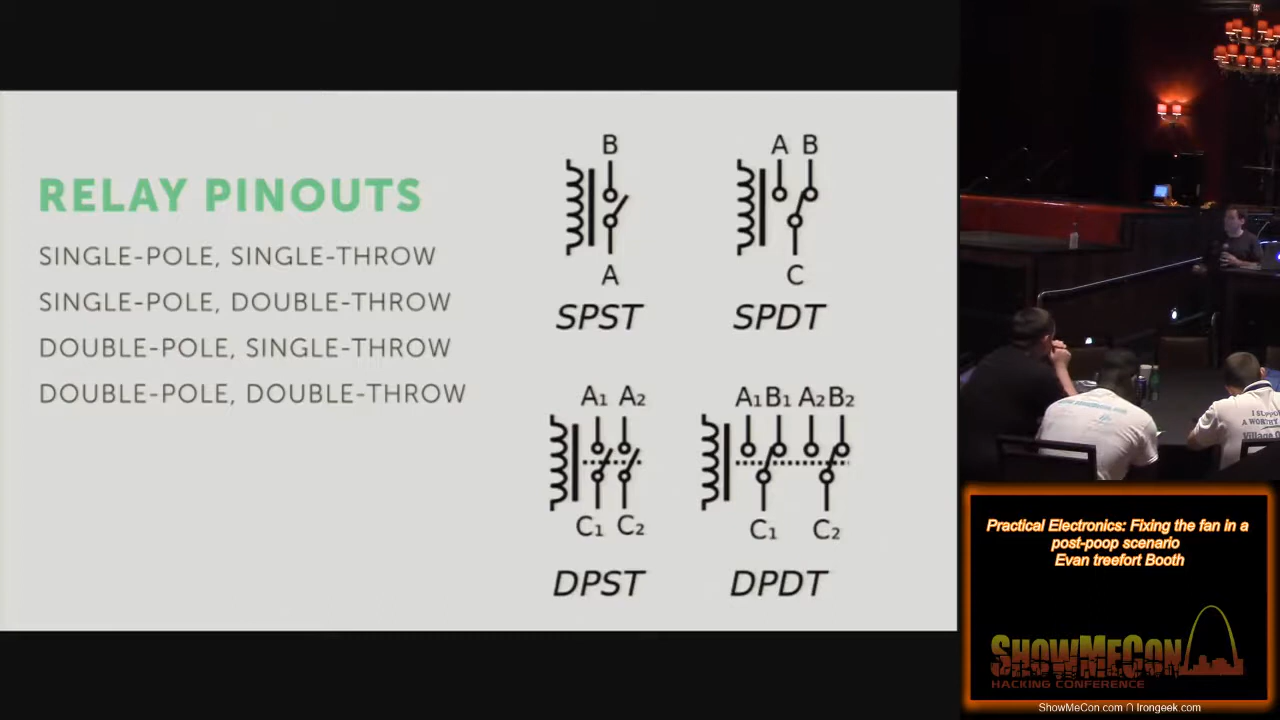 RELAY PINOUTS
SINGLE-POLE, SINGLE-THROW
SINGLE-POLE, DOUBLE-THROW
DOUBLE-POLE, SINGLE-THROW
DOUBLE-POLE, DOUBLE-THROW
B
A
SPST
A B
C
SPDT
A1 A2
C1 C2
DPST
A1 B1 A2 B2
C1 C2
DPDT
A WORTHY
Practical Electronics: Fixing the fan in a
post-poop scenario
Evan treefort Booth
SHOWMECON
HACKING CONFERENCE
ShowMeCon.com ∩ Irongeek.com